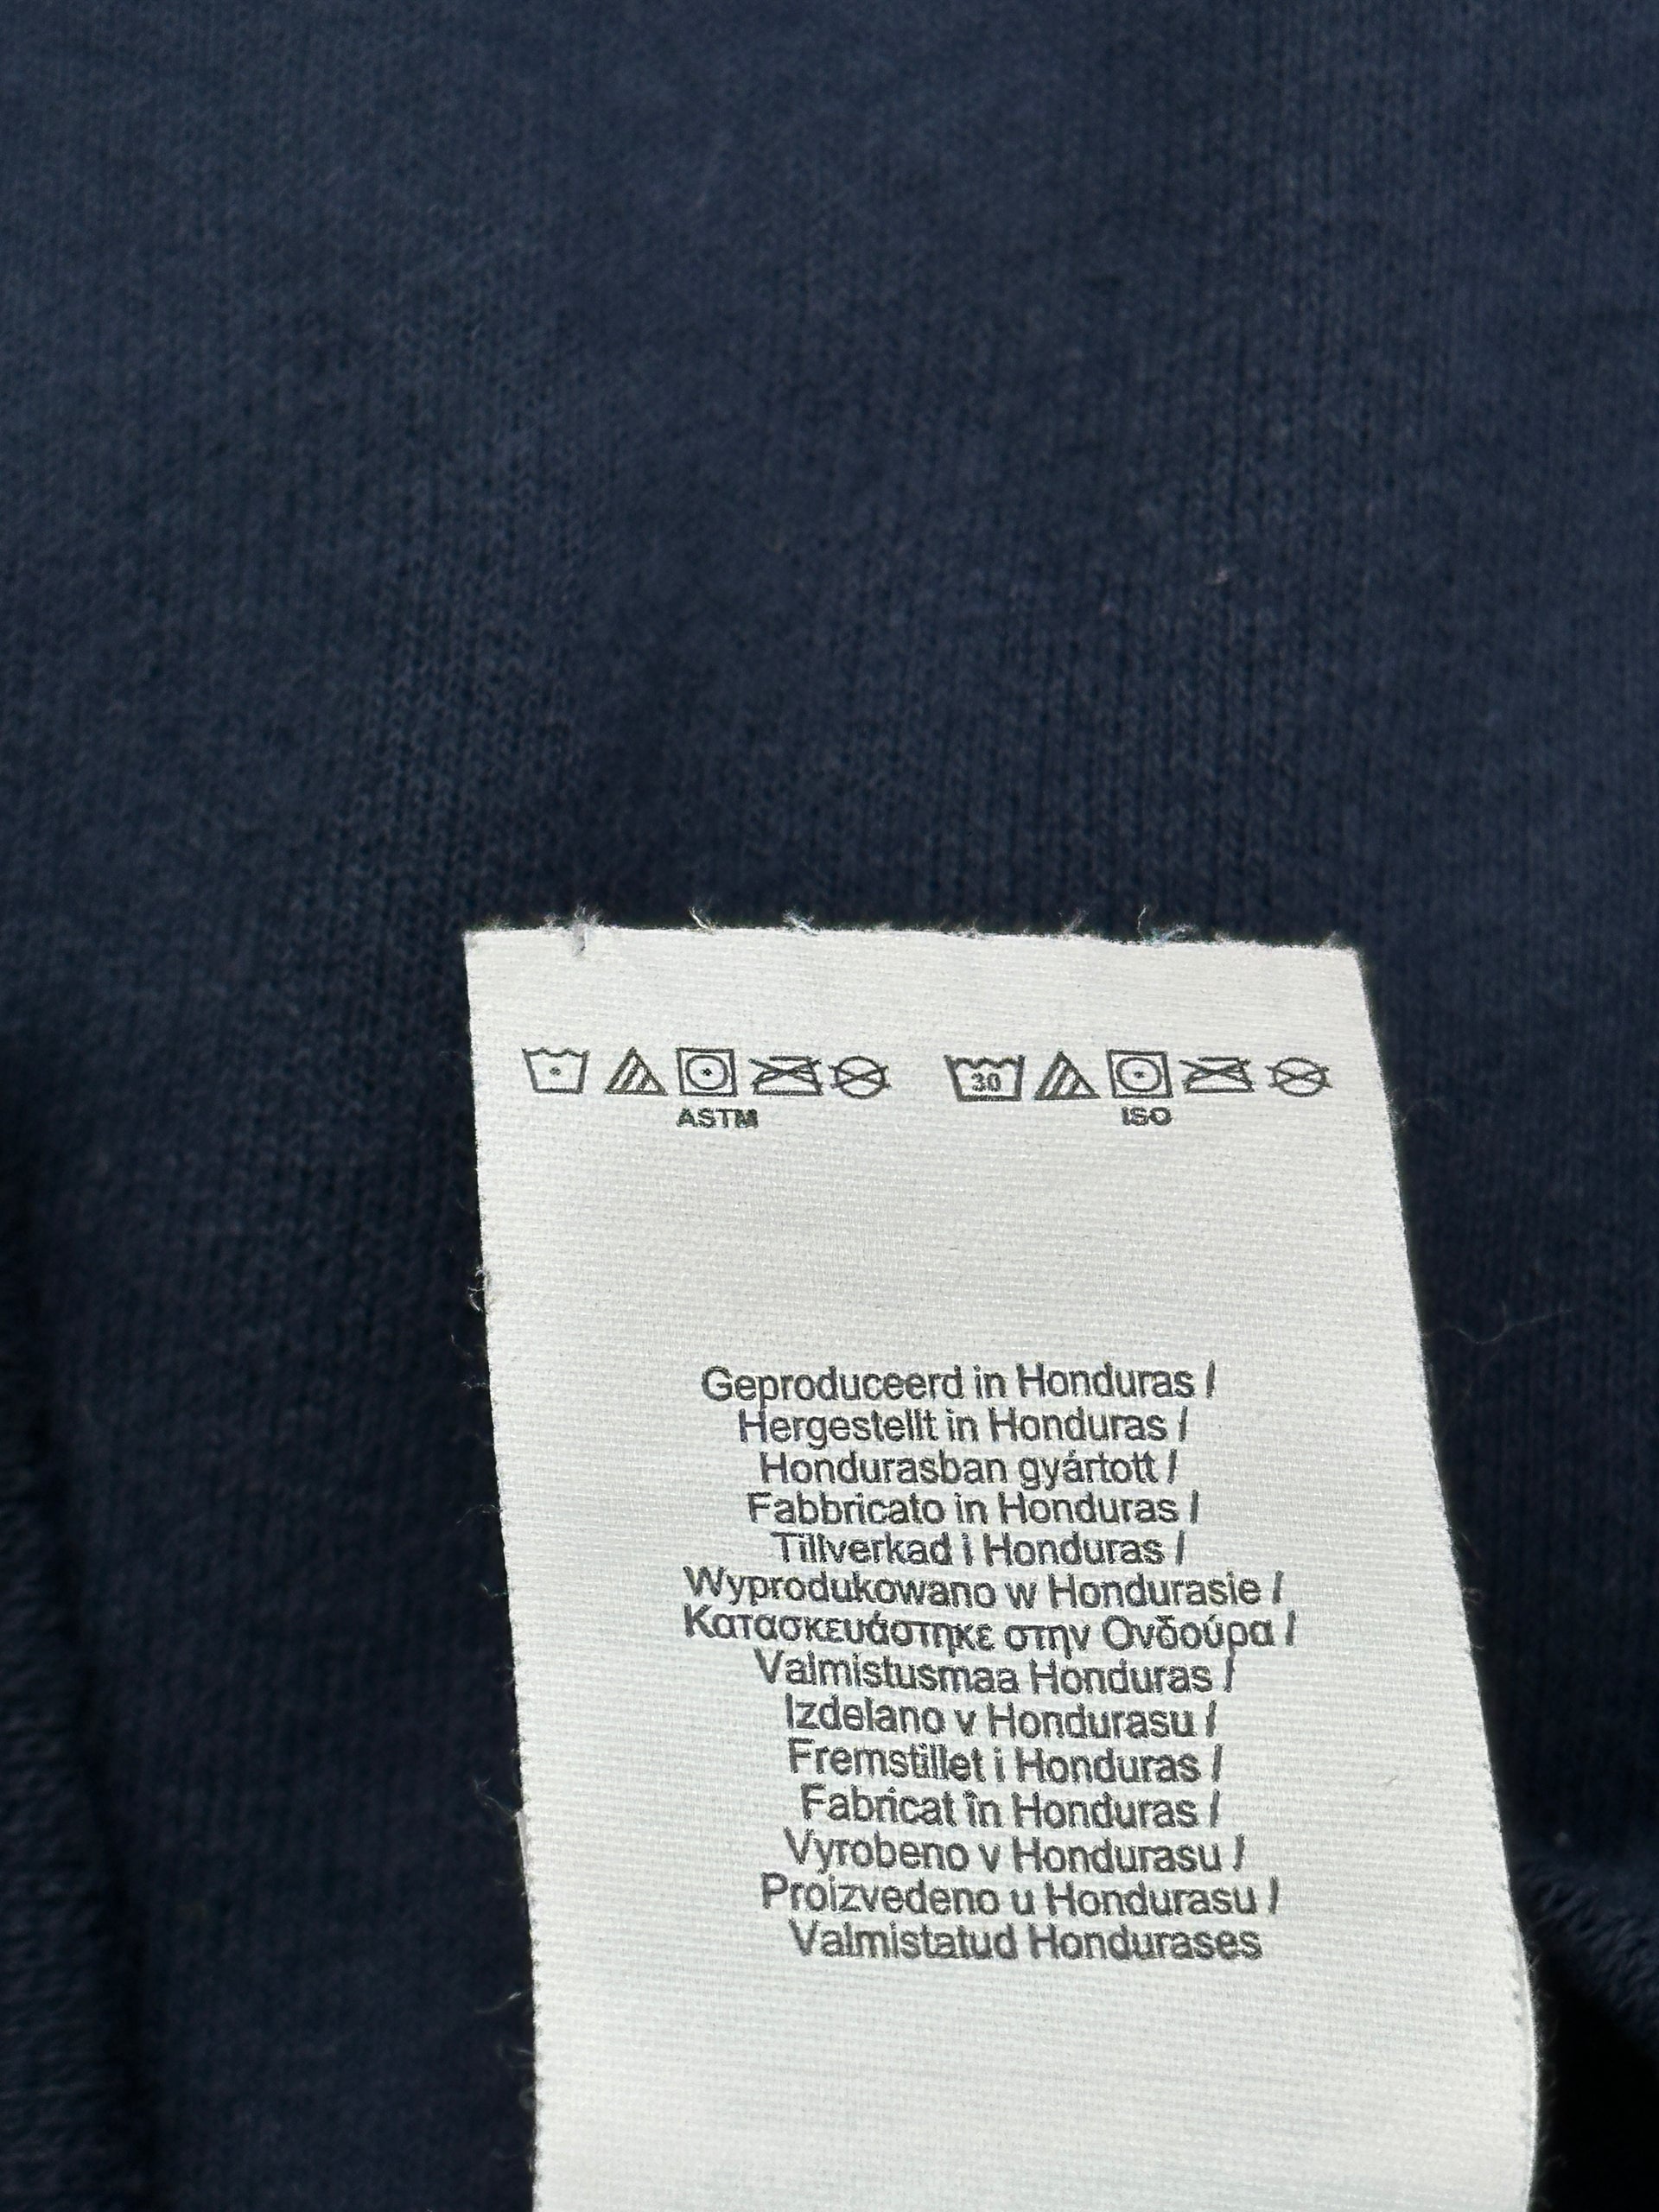 30
ASTM ISO
Geproduceerd in Honduras /
Hergestellt in Honduras /
Hondurasban gyártott /
Fabbricato in Honduras /
Tillverkad i Honduras /
Wyprodukowano w Hondurasie /
Κατασκευάστηκε στην Ονδούρα /
Valmistusmaa Honduras /
Izdelano v Hondurasu /
Fremstillet i Honduras /
Fabricat în Honduras /
Vyrobeno v Hondurasu /
Proizvedeno u Hondurasu /
Valmistatud Hondurases